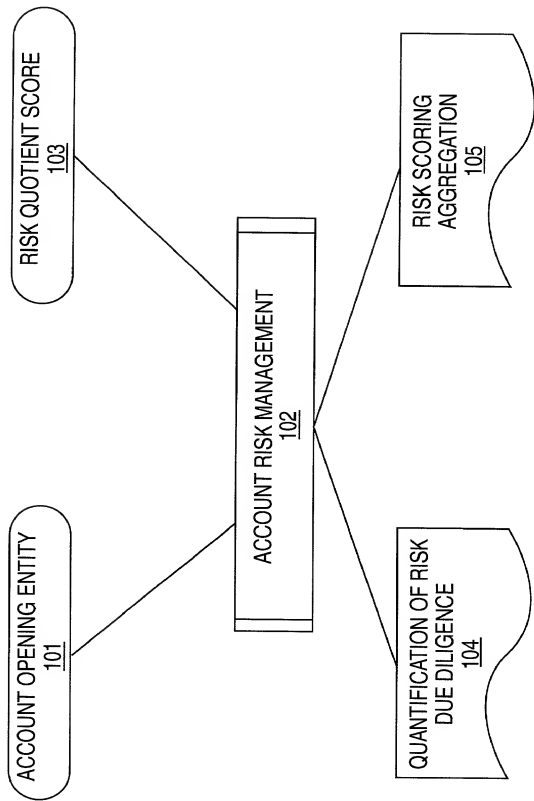 ACCOUNT OPENING ENTITY
101
RISK QUOTIENT SCORE
103
ACCOUNT RISK MANAGEMENT
102
QUANTIFICATION OF RISK
DUE DILIGENCE
104
RISK SCORING
AGGREGATION
105